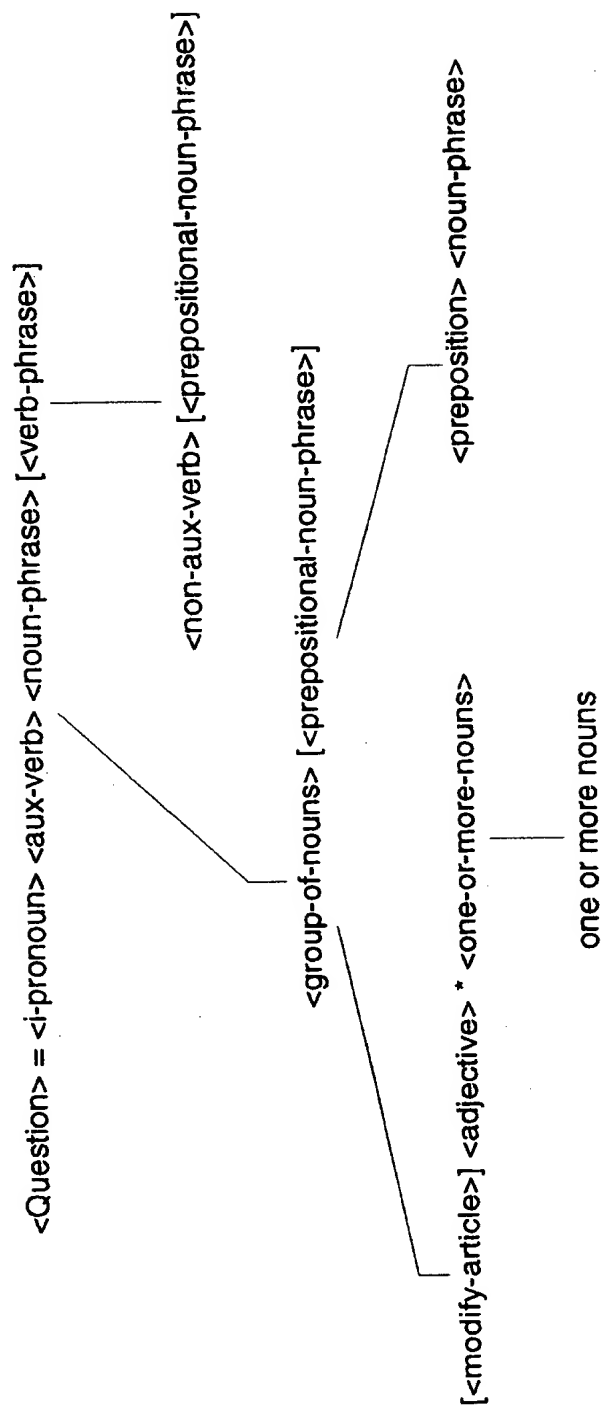 <Question> = <i-pronoun> <aux-verb> <noun-phrase> [<verb-phrase>]
<non-aux-verb> [<prepositional-noun-phrase>]
<group-of-nouns> [<prepositional-noun-phrase>]
<preposition> <noun-phrase>
[<modify-article>] <adjective> * <one-or-more-nouns>
one or more nouns